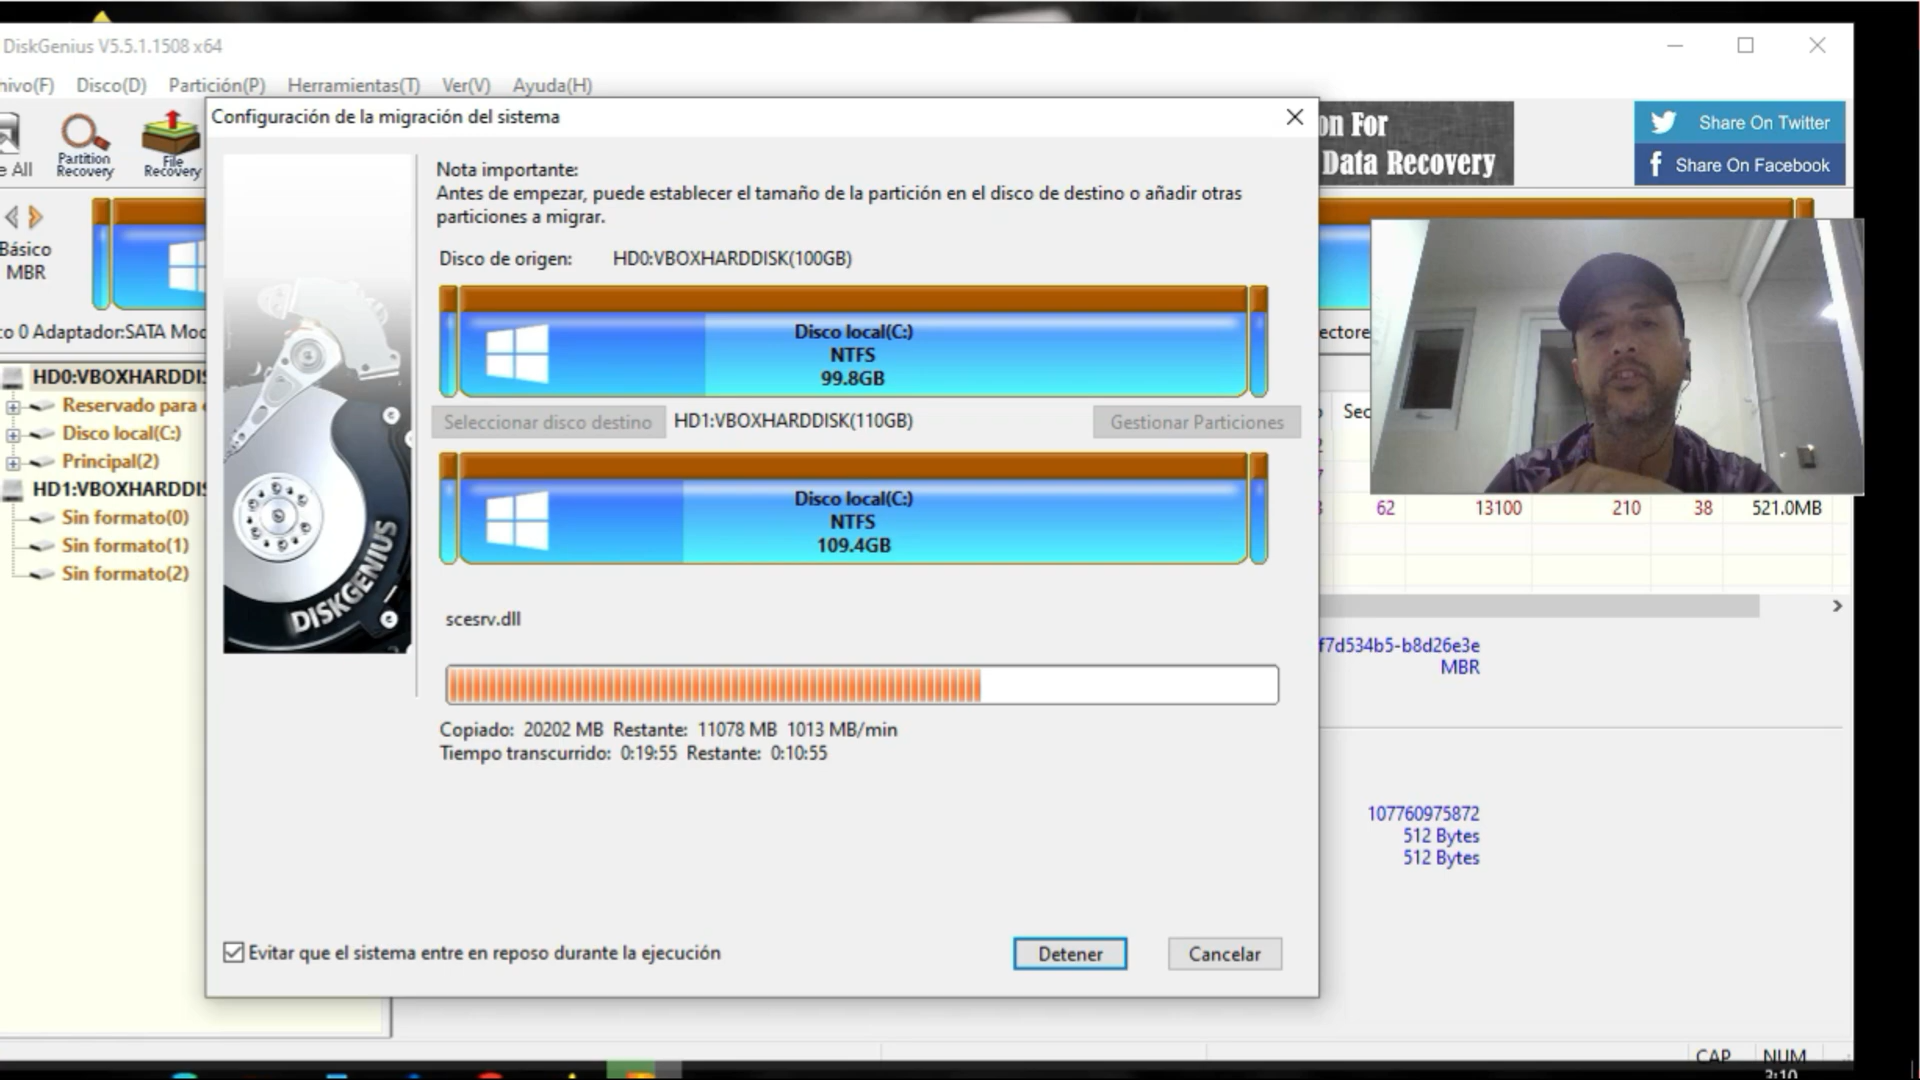 DiskGenius V5.5.1.1508 x64
hivo(F) Disco(D) Partición(P) Herramientas(T) Ver(V) Ayuda(H)
e All
Partition
Recovery
File
Recovery
on For
Data Recovery
Share On Twitter
Share On Facebook
Básico
MBR
co 0 Adaptador:SATA Mod
HD0:VBOXHARDDIS
Reservado para
Disco local(C:)
Principal(2)
HD1:VBOXHARDDIS
Sin formato(0)
Sin formato(1)
Sin formato(2)
Configuración de la migración del sistema
DISKGENIUS
Nota importante:
Antes de empezar, puede establecer el tamaño de la partición en el disco de destino o añadir otras
particiones a migrar.
Disco de origen: HD0:VBOXHARDDISK(100GB)
Disco local(C:)
NTFS
99.8GB
Seleccionar disco destino HD1:VBOXHARDDISK(110GB) Gestionar Particiones
Disco local(C:)
NTFS
109.4GB
scesrv.dll
Copiado: 20202 MB Restante: 11078 MB 1013 MB/min
Tiempo transcurrido: 0:19:55 Restante: 0:10:55
Evitar que el sistema entre en reposo durante la ejecución
Detener Cancelar
ectore
Sec
62 13100 210 38 521.0MB
f7d534b5-b8d26e3e
MBR
107760975872
512 Bytes
512 Bytes
CAP NUM
3:10